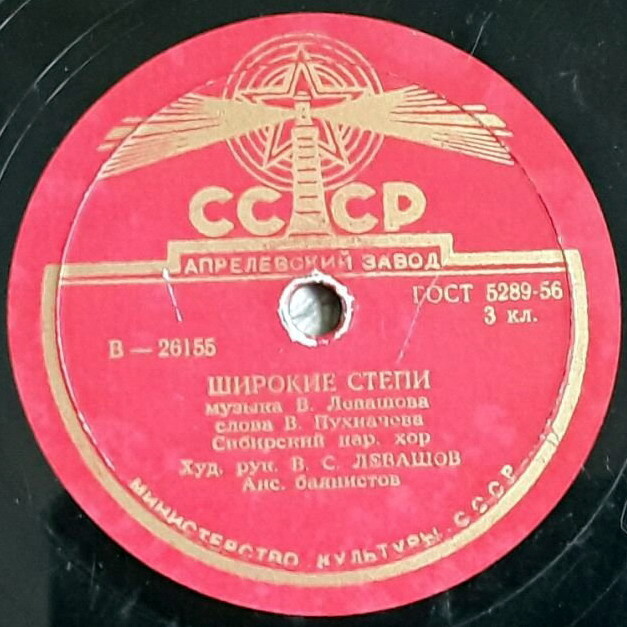 СССР
АПРЕЛЕВСКИЙ ЗАВОД
ГОСТ 5289-56
3 кл.
В — 26155
ШИРОКИЕ СТЕПИ
музыка В. Левашова
слова В. Пухначева
Сибирский нар. хор
Худ. рук. В. С. ЛЕВАШОВ
Анс. баянистов
МИНИСТЕРСТВО КУЛЬТУРЫ СССР